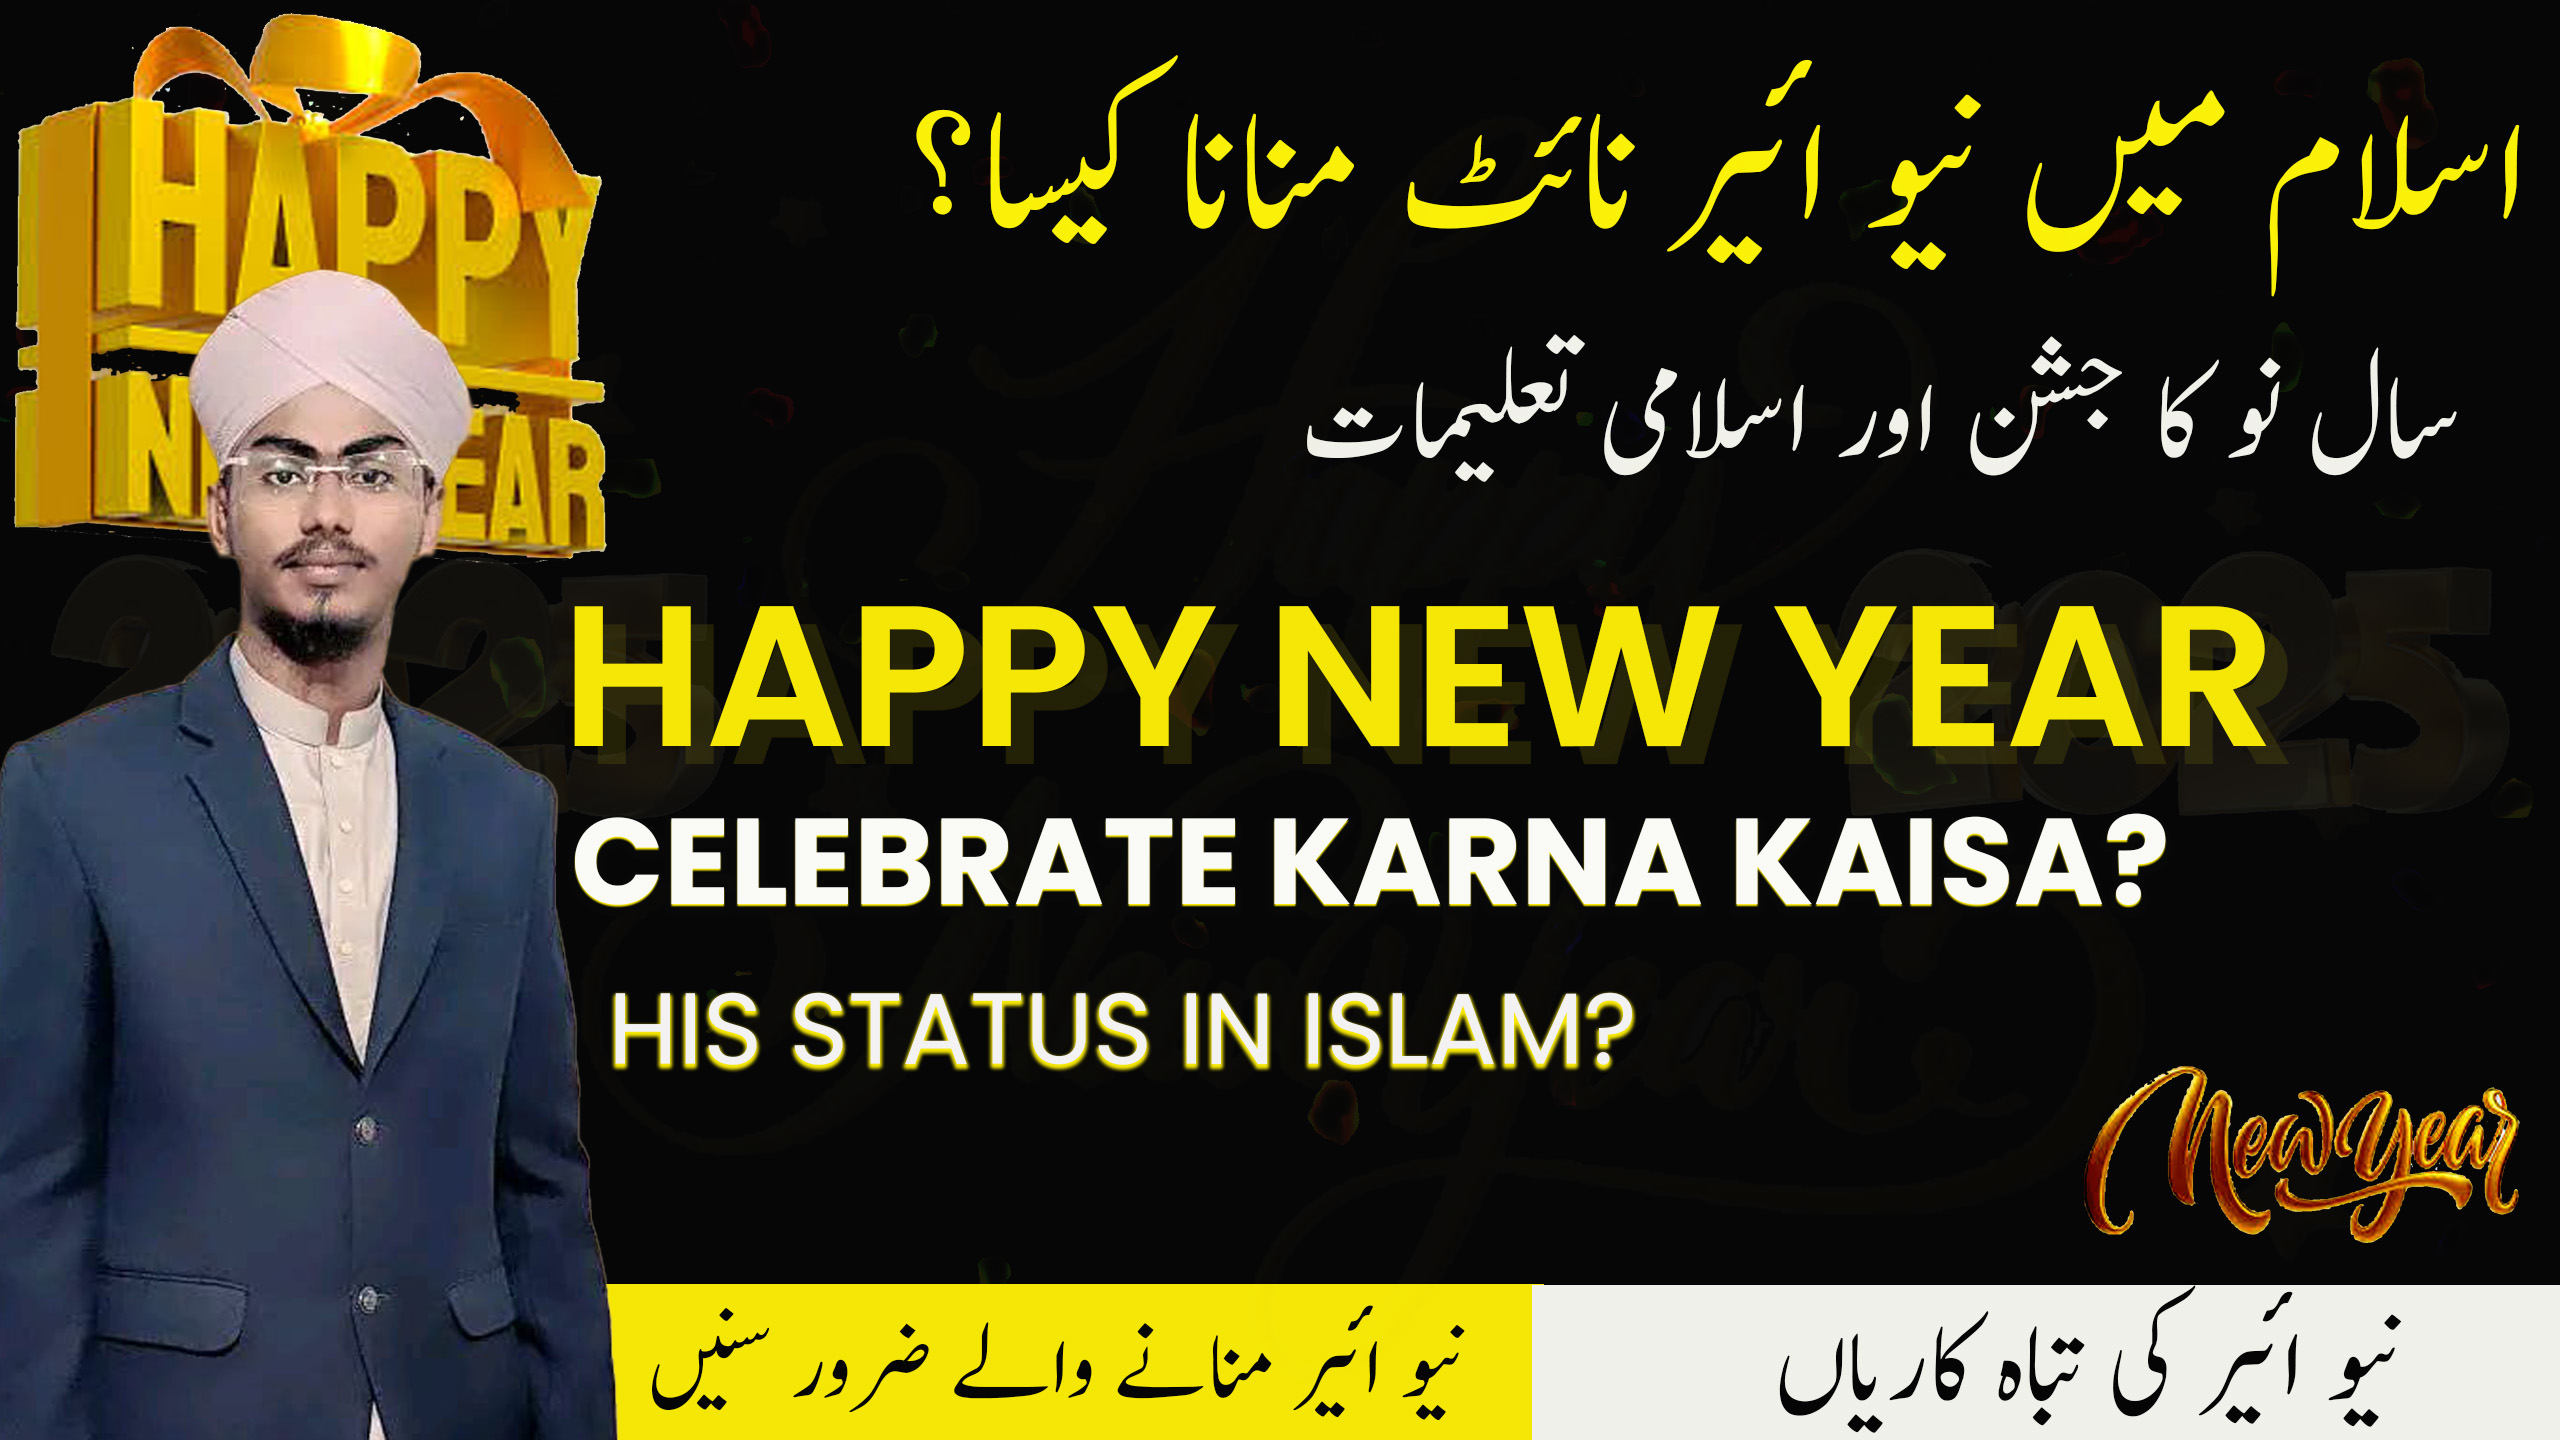 HAPPY
NEW YEAR
اسلام میں نیو ائیر نائٹ منانا کیسا؟
سال نو کا جشن اور اسلامی تعلیمات
HAPPY NEW YEAR
CELEBRATE KARNA KAISA?
HIS STATUS IN ISLAM?
New Year
نیو ائیر کی تباہ کاریاں
نیو ائیر منانے والے ضرور سنیں
2025
2025